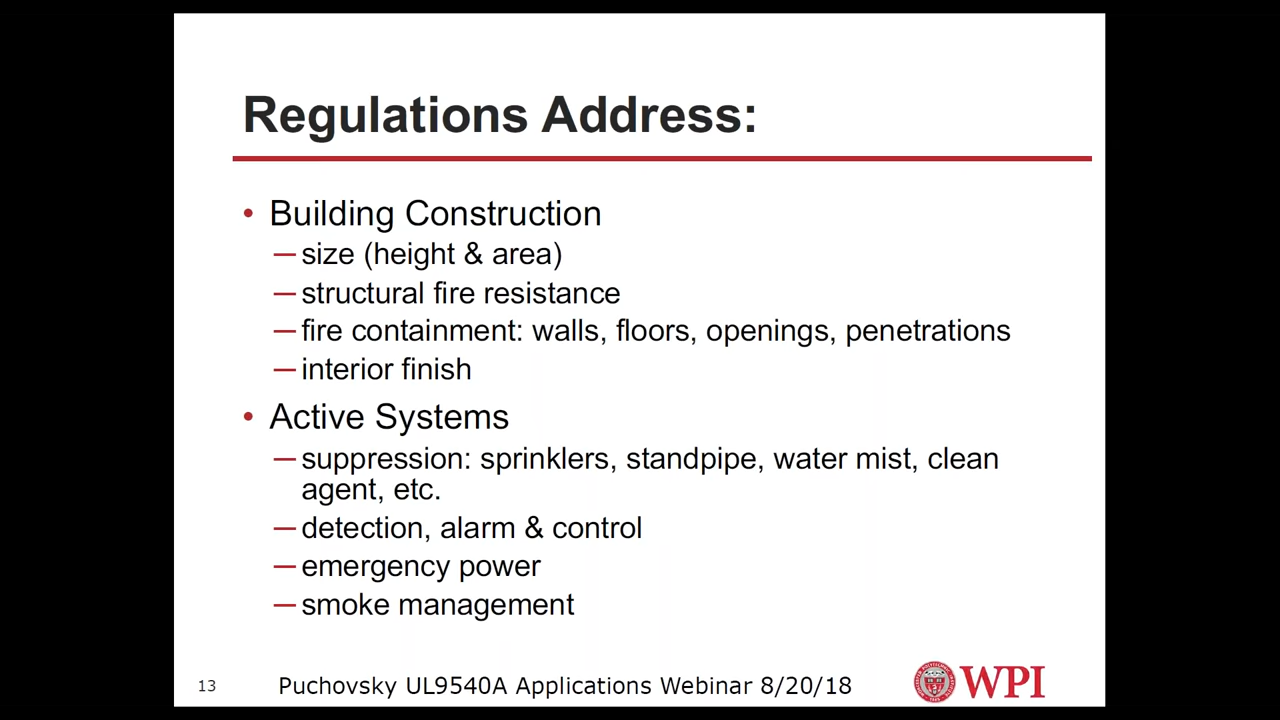 Regulations Address:
• Building Construction
— size (height & area)
— structural fire resistance
— fire containment: walls, floors, openings, penetrations
— interior finish
• Active Systems
— suppression: sprinklers, standpipe, water mist, clean
agent, etc.
— detection, alarm & control
— emergency power
— smoke management
13
Puchovsky UL9540A Applications Webinar 8/20/18
WPI